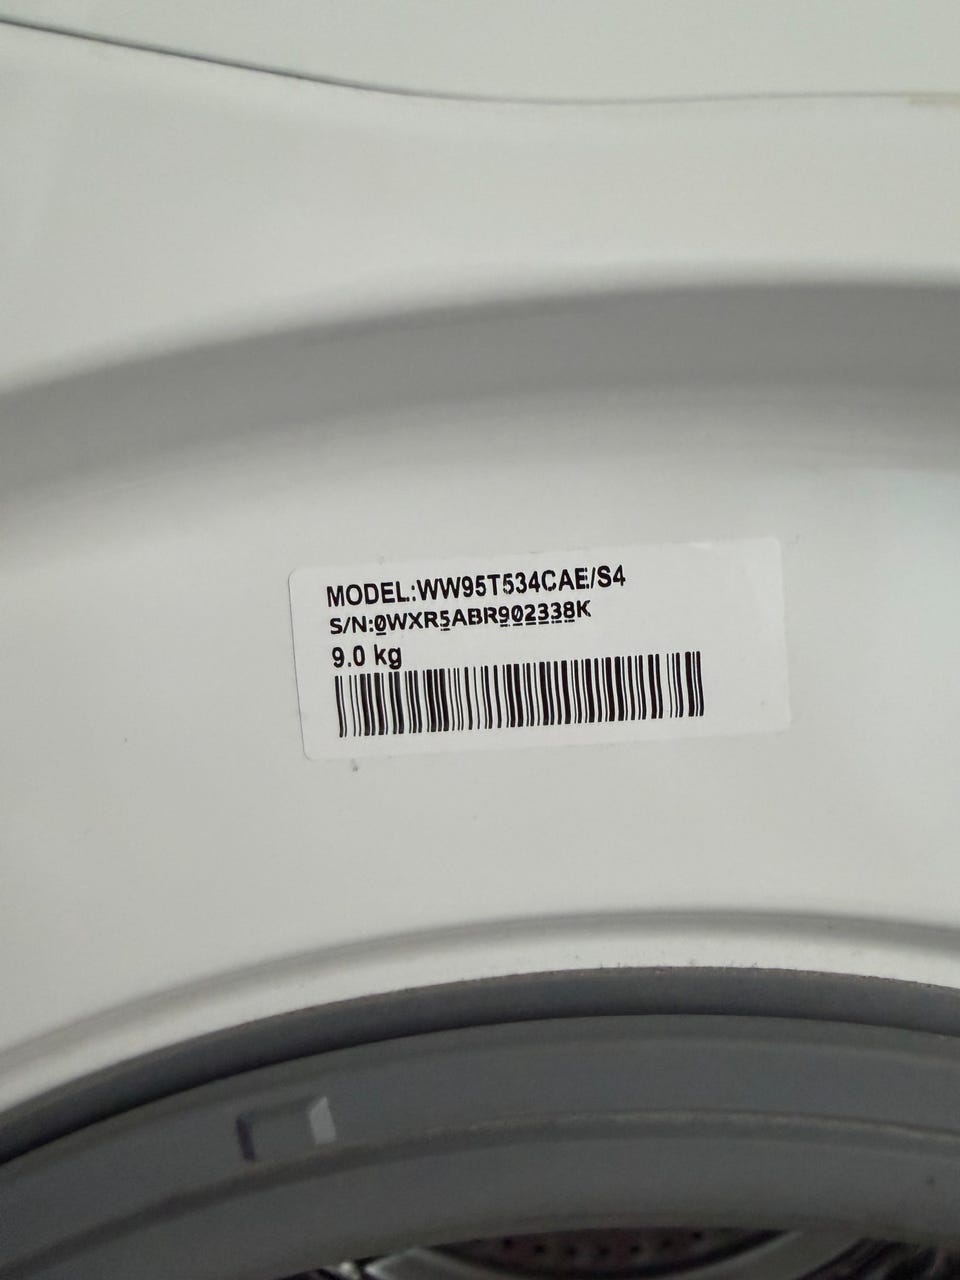 MODEL:WW95T534CAE/S4
S/N:0WXR5ABR902338K
9.0 kg